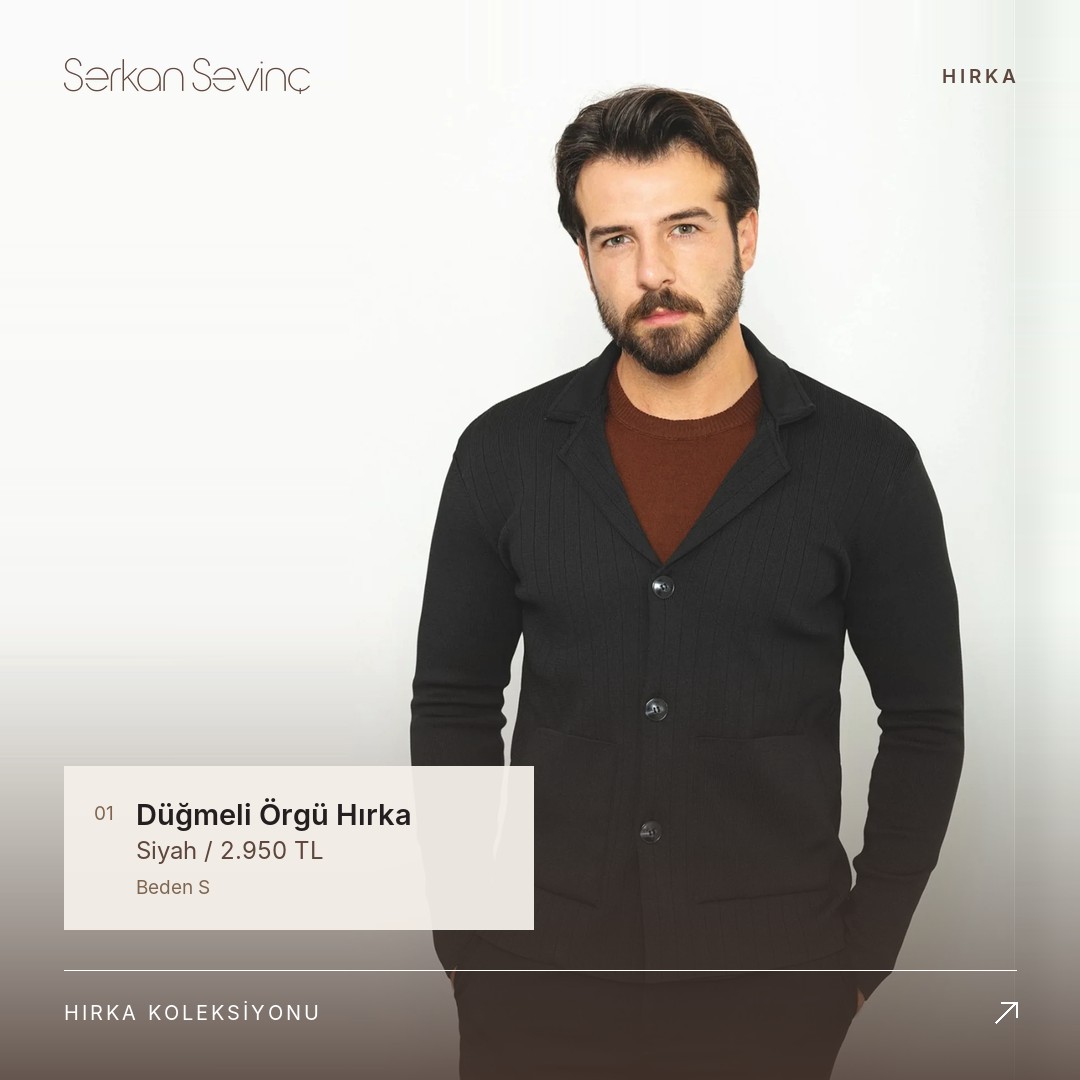 Serkan Sevinç
HIRKA
01 Düğmeli Örgü Hırka
Siyah / 2.950 TL
Beden S
HIRKA KOLEKSİYONU